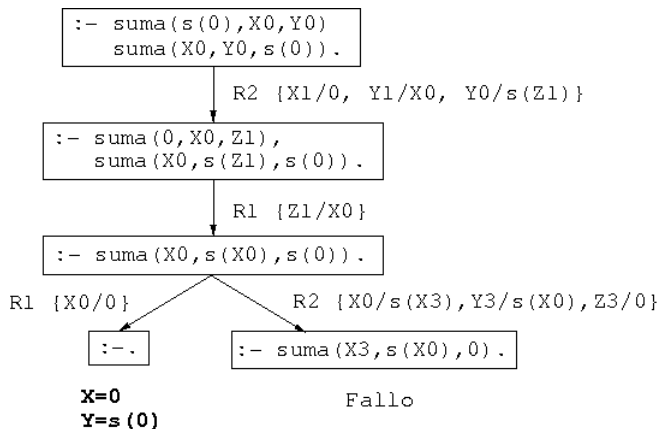 :- suma(s(0),X0,Y0)
suma(X0,Y0,s(0)).
R2 {X1/0, Y1/X0, Y0/s(Z1)}
:- suma(0,X0,Z1),
suma(X0,s(Z1),s(0)).
R1 {Z1/X0}
:- suma(X0,s(X0),s(0)).
R1 {X0/0}
R2 {X0/s(X3),Y3/s(X0),Z3/0}
:-.
:- suma(X3,s(X0),0).
X=0
Y=s(0)
Fallo